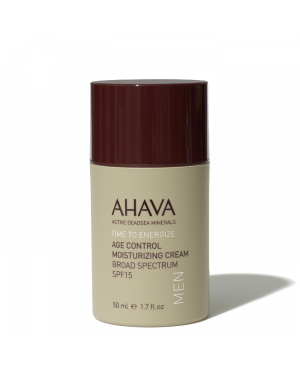 AHAVA
ACTIVE DEADSEA MINERALS
TIME TO ENERGIZE
AGE CONTROL
MOISTURIZING CREAM
BROAD SPECTRUM
SPF15
MEN
50 ml ℮ 1.7 fl.oz